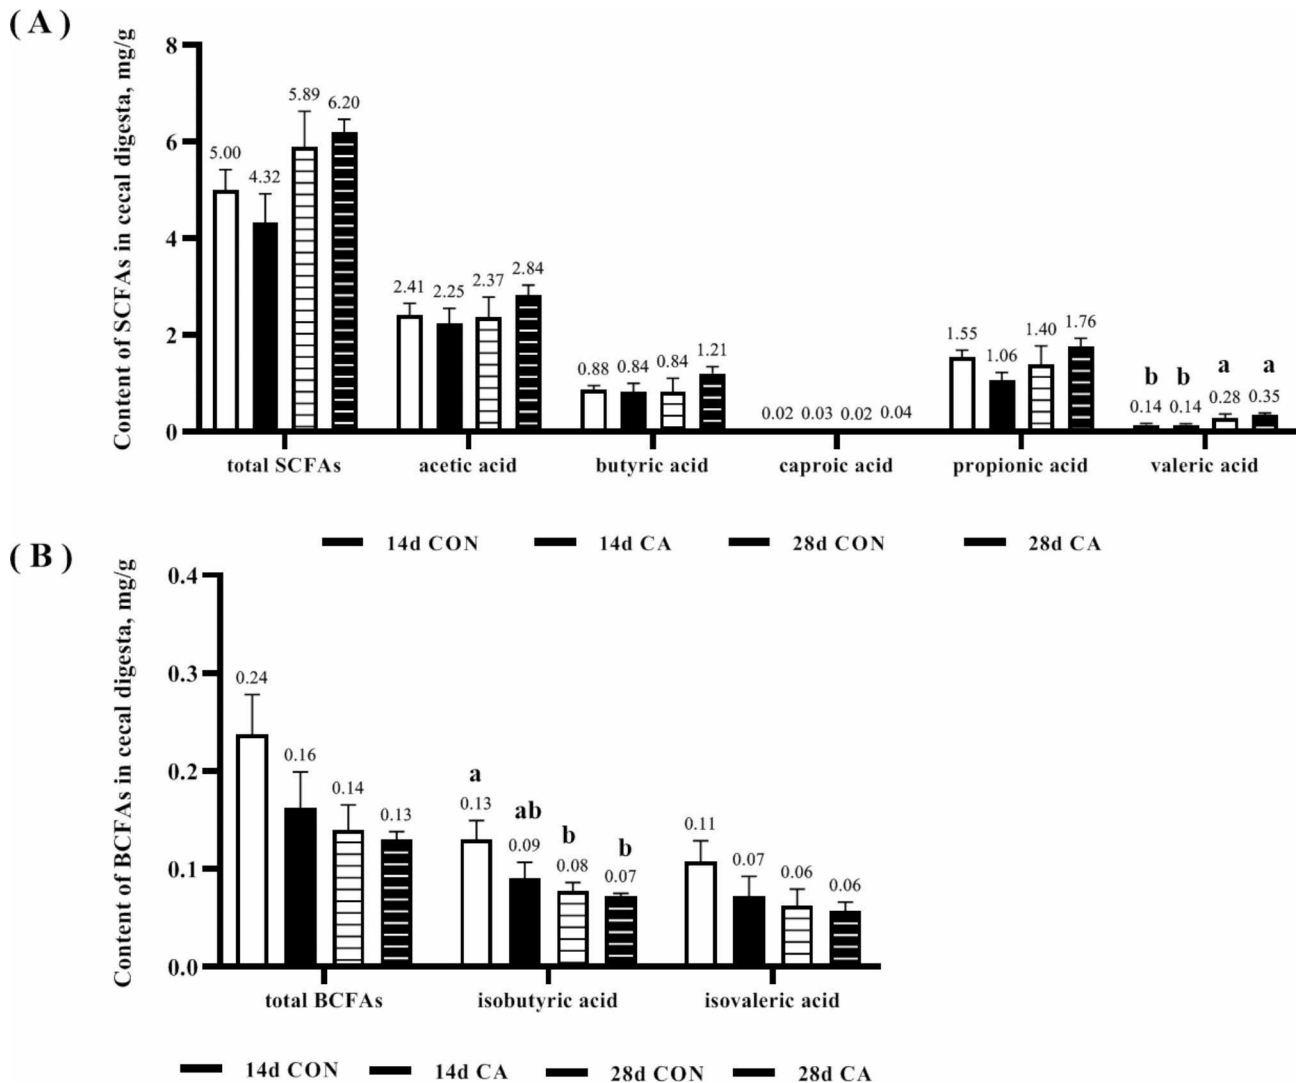 ( A )
Content of SCFAs in cecal digesta, mg/g
8
6
4
2
0
5.00 4.32 5.89 6.20
2.41 2.25 2.37 2.84
0.88 0.84 0.84 1.21
0.02 0.03 0.02 0.04
1.55 1.06 1.40 1.76
b b a a
0.14 0.14 0.28 0.35
total SCFAs acetic acid butyric acid caproic acid propionic acid valeric acid
14d CON 14d CA 28d CON 28d CA
( B )
Content of BCFAs in cecal digesta, mg/g
0.4
0.3
0.2
0.1
0.0
0.24 0.16 0.14 0.13
a ab b b
0.13 0.09 0.08 0.07
0.11 0.07 0.06 0.06
total BCFAs isobutyric acid isovaleric acid
14d CON 14d CA 28d CON 28d CA